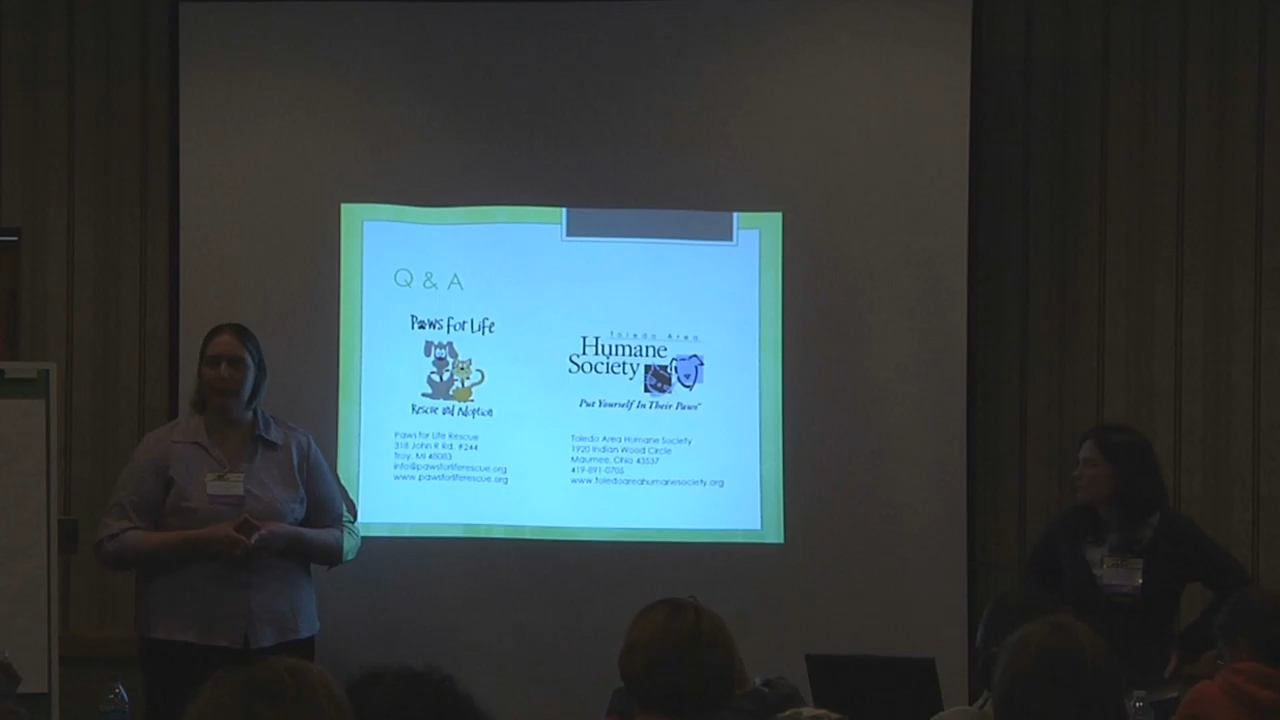 Q & A
Paws for Life
Rescue and Adoption
Paws for Life Rescue
318 John R Rd. #244
Troy, MI 48083
info@pawsforliferescue.org
www.pawsforliferescue.org
Toledo Area
Humane
Society
Put Yourself In Their Paws
Toledo Area Humane Society
1920 Indian Wood Circle
Maumee, Ohio 43537
419-891-0705
www.toledoareahumanesociety.org